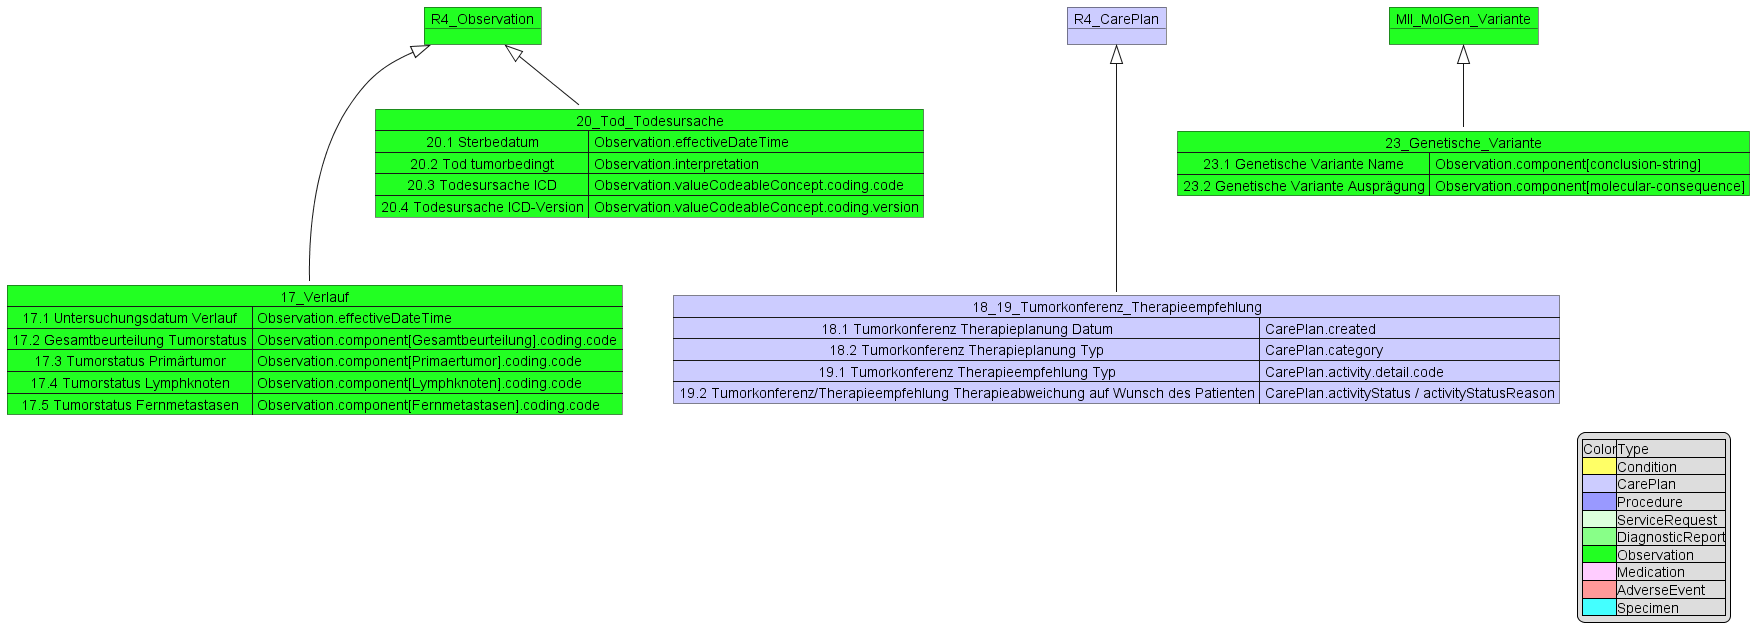 R4_Observation
R4_CarePlan
MII_MolGen_Variante
20_Tod_Todesursache
20.1 Sterbedatum Observation.effectiveDateTime
20.2 Tod tumorbedingt Observation.interpretation
20.3 Todesursache ICD Observation.valueCodeableConcept.coding.code
20.4 Todesursache ICD-Version Observation.valueCodeableConcept.coding.version
23_Genetische_Variante
23.1 Genetische Variante Name Observation.component[conclusion-string]
23.2 Genetische Variante Ausprägung Observation.component[molecular-consequence]
17_Verlauf
17.1 Untersuchungsdatum Verlauf Observation.effectiveDateTime
17.2 Gesamtbeurteilung Tumorstatus Observation.component[Gesamtbeurteilung].coding.code
17.3 Tumorstatus Primärtumor Observation.component[Primaertumor].coding.code
17.4 Tumorstatus Lymphknoten Observation.component[Lymphknoten].coding.code
17.5 Tumorstatus Fernmetastasen Observation.component[Fernmetastasen].coding.code
18_19_Tumorkonferenz_Therapieempfehlung
18.1 Tumorkonferenz Therapieplanung Datum CarePlan.created
18.2 Tumorkonferenz Therapieplanung Typ CarePlan.category
19.1 Tumorkonferenz Therapieempfehlung Typ CarePlan.activity.detail.code
19.2 Tumorkonferenz/Therapieempfehlung Therapieabweichung auf Wunsch des Patienten CarePlan.activityStatus / activityStatusReason
Color Type
Condition
CarePlan
Procedure
ServiceRequest
DiagnosticReport
Observation
Medication
AdverseEvent
Specimen